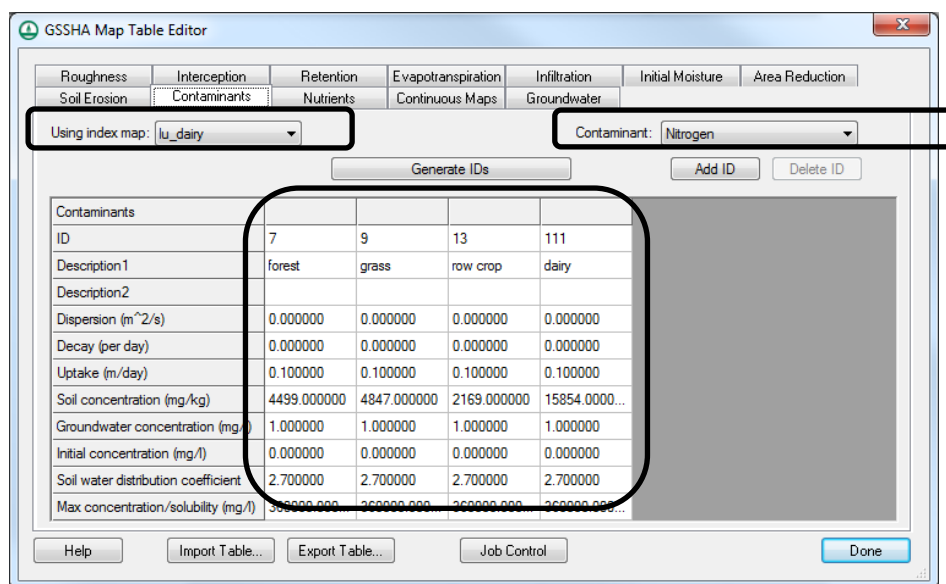 GSSHA Map Table Editor
x
Roughness Interception Retention Evapotranspiration Infiltration Initial Moisture Area Reduction
Soil Erosion Contaminants Nutrients Continuous Maps Groundwater
Using index map: lu_dairy Contaminant: Nitrogen
Generate IDs Add ID Delete ID
Contaminants
ID 7 9 13 111
Description1 forest grass row crop dairy
Description2
Dispersion (m^2/s) 0.000000 0.000000 0.000000 0.000000
Decay (per day) 0.000000 0.000000 0.000000 0.000000
Uptake (m/day) 0.100000 0.100000 0.100000 0.100000
Soil concentration (mg/kg) 4499.000000 4847.000000 2169.000000 15854.0000...
Groundwater concentration (mg/l) 1.000000 1.000000 1.000000 1.000000
Initial concentration (mg/l) 0.000000 0.000000 0.000000 0.000000
Soil water distribution coefficient 2.700000 2.700000 2.700000 2.700000
Max concentration/solubility (mg/l)
Help Import Table... Export Table... Job Control Done